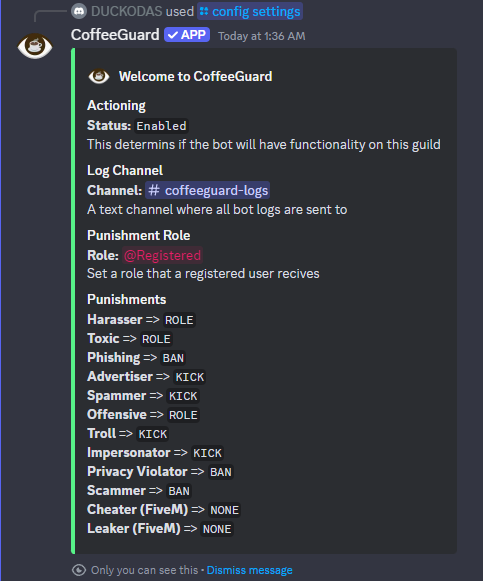 DUCKODAS used config settings
CoffeeGuard ✓ APP Today at 1:36 AM
Welcome to CoffeeGuard
Actioning
Status: Enabled
This determins if the bot will have functionality on this guild
Log Channel
Channel: # coffeeguard-logs
A text channel where all bot logs are sent to
Punishment Role
Role: @Registered
Set a role that a registered user recives
Punishments
Harasser => ROLE
Toxic => ROLE
Phishing => BAN
Advertiser => KICK
Spammer => KICK
Offensive => ROLE
Troll => KICK
Impersonator => KICK
Privacy Violator => BAN
Scammer => BAN
Cheater (FiveM) => NONE
Leaker (FiveM) => NONE
Only you can see this • Dismiss message